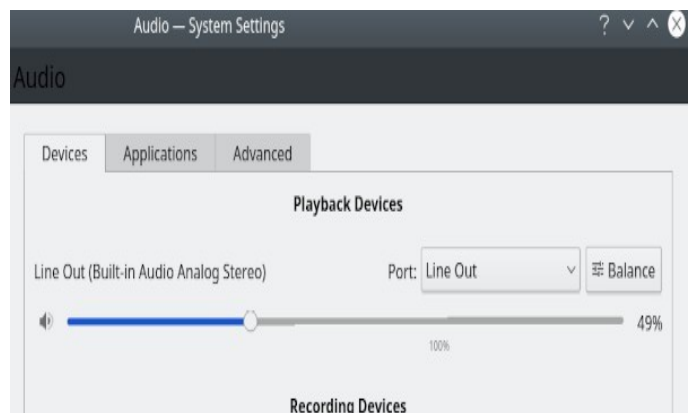 Audio — System Settings
Audio
Devices Applications Advanced
Playback Devices
Line Out (Built-in Audio Analog Stereo) Port: Line Out Balance
49%
100%
Recording Devices